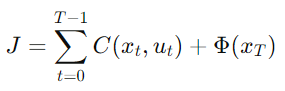 J = \sum_{t=0}^{T-1} C(x_t, u_t) + \Phi(x_T)